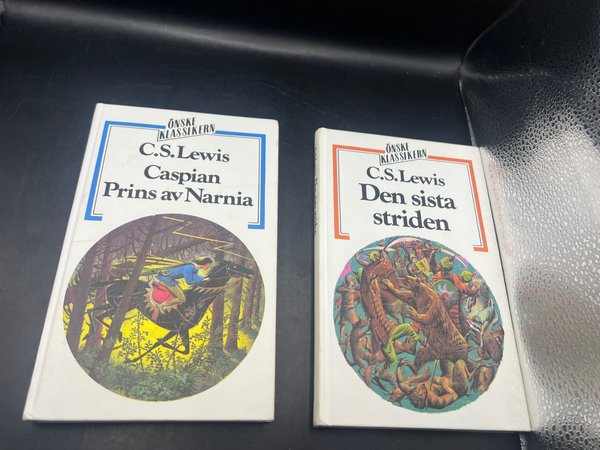 ÖNSKE
KLASSIKERN
C.S. Lewis
Caspian
Prins av Narnia
ÖNSKE
KLASSIKERN
C.S. Lewis
Den sista
striden